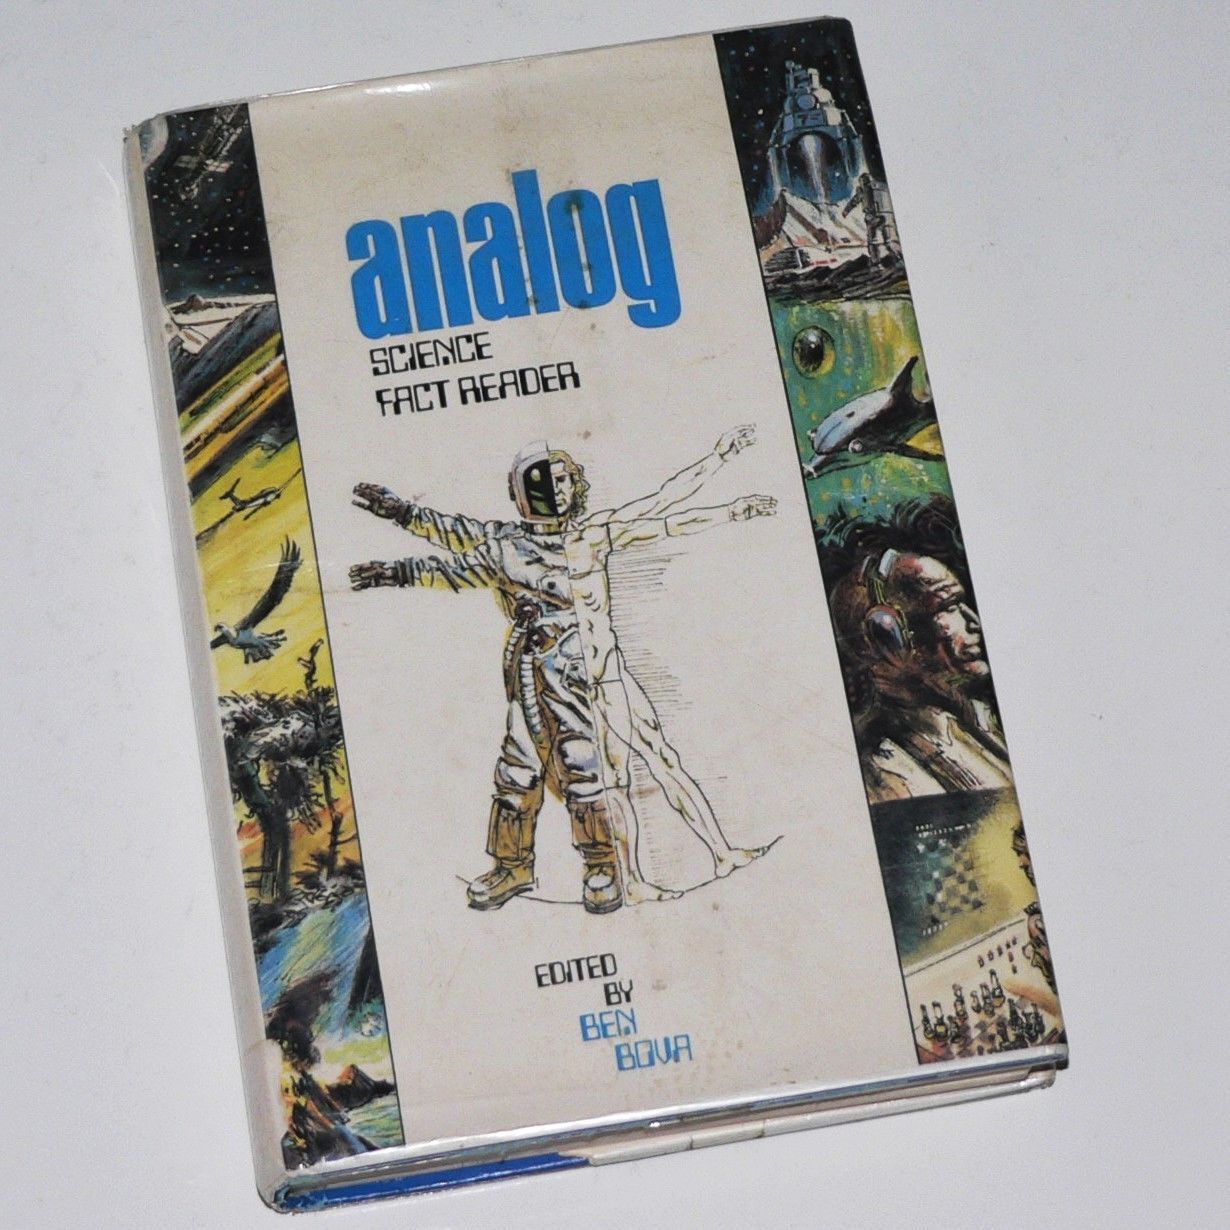 analog
SCIENCE
FACT READER
EDITED
BY
BEN
BOVA